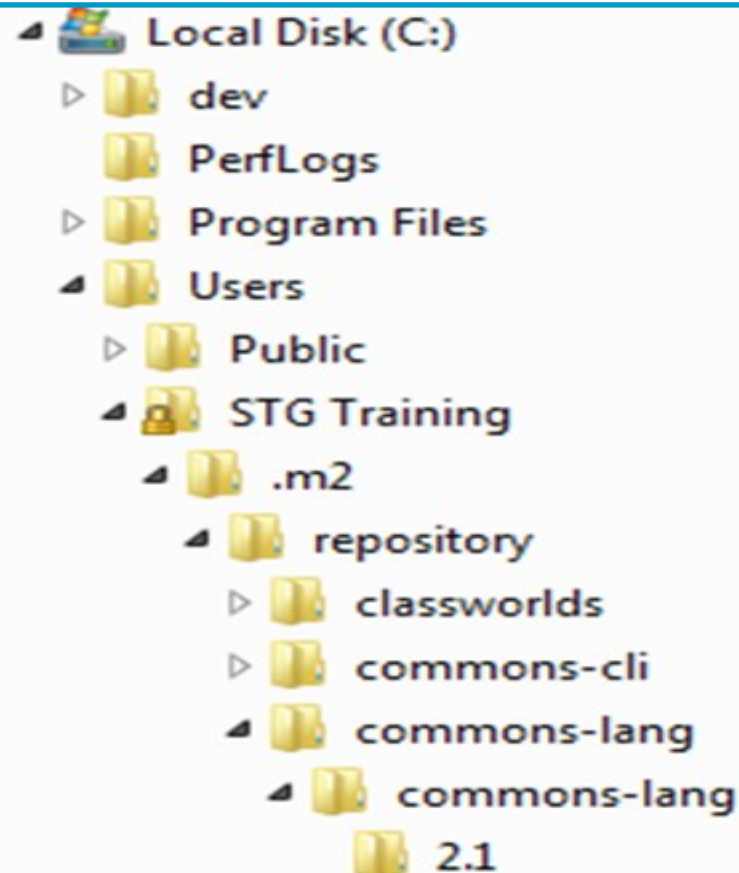 Local Disk (C:)
dev
PerfLogs
Program Files
Users
Public
STG Training
.m2
repository
classworlds
commons-cli
commons-lang
commons-lang
2.1